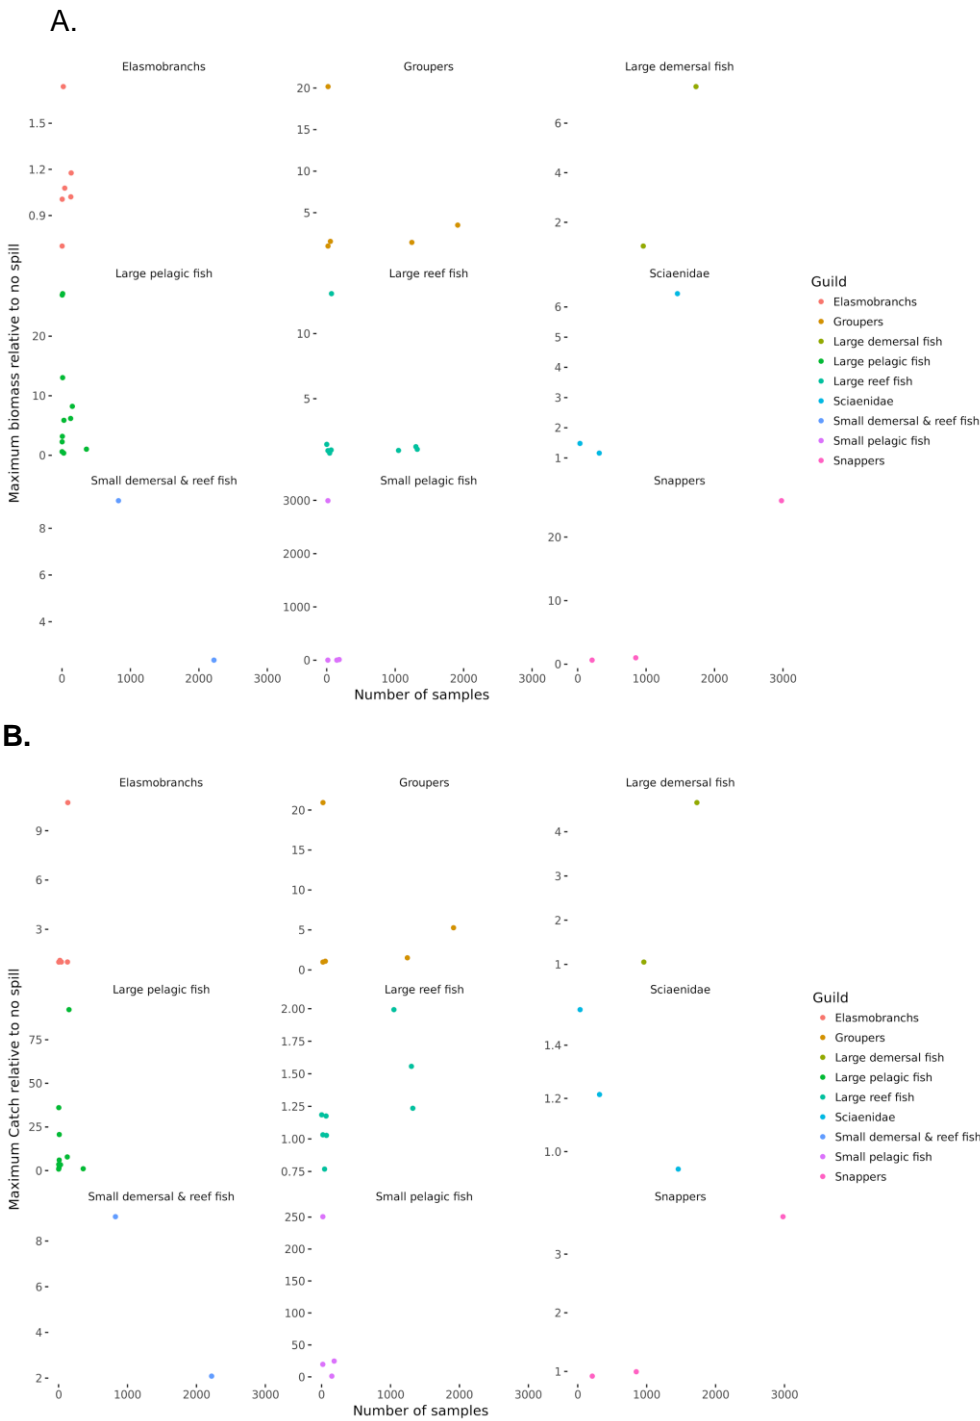 A.
Elasmobranchs Groupers Large demersal fish
1.5
1.2
0.9
20
15
10
5
6
4
2
Maximum biomass relative to no spill
Large pelagic fish Large reef fish Sciaenidae
20
10
0
10
5
6
5
4
3
2
1
Small demersal & reef fish Small pelagic fish Snappers
8
6
4
3000
2000
1000
0
20
10
0
0 1000 2000 3000 0 1000 2000 3000 0 1000 2000 3000
Number of samples
Guild
Elasmobranchs
Groupers
Large demersal fish
Large pelagic fish
Large reef fish
Sciaenidae
Small demersal & reef fish
Small pelagic fish
Snappers
B.
Elasmobranchs Groupers Large demersal fish
9
6
3
20
15
10
5
0
4
3
2
1
Maximum Catch relative to no spill
Large pelagic fish Large reef fish Sciaenidae
75
50
25
0
2.00
1.75
1.50
1.25
1.00
0.75
1.4
1.2
1.0
Small demersal & reef fish Small pelagic fish Snappers
8
6
4
2
250
200
150
100
50
0
3
2
1
0 1000 2000 3000 0 1000 2000 3000 0 1000 2000 3000
Number of samples
Guild
Elasmobranchs
Groupers
Large demersal fish
Large pelagic fish
Large reef fish
Sciaenidae
Small demersal & reef fish
Small pelagic fish
Snappers